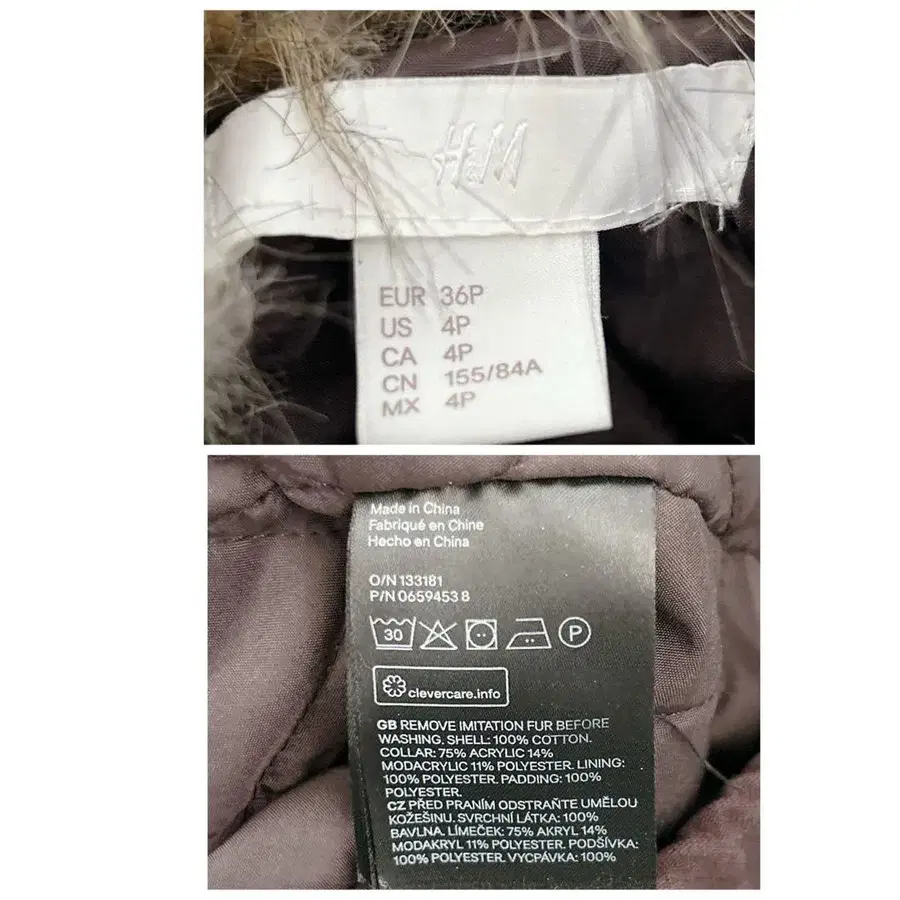 H&M
EUR 36P
US 4P
CA 4P
CN 155/84A
MX 4P
Made in China
Fabriqué en Chine
Hecho en China
O/N 133181
P/N 0659453 8
30
P
clevercare.info
GB REMOVE IMITATION FUR BEFORE
WASHING. SHELL: 100% COTTON.
COLLAR: 75% ACRYLIC 14%
MODACRYLIC 11% POLYESTER. LINING:
100% POLYESTER. PADDING: 100%
POLYESTER.
CZ PŘED PRANÍM ODSTRAŇTE UMĚLOU
KOŽEŠINU. SVRCHNÍ LÁTKA: 100%
BAVLNA. LÍMEČEK: 75% AKRYL 14%
MODAKRYL 11% POLYESTER. PODŠÍVKA:
100% POLYESTER. VYCPÁVKA: 100%